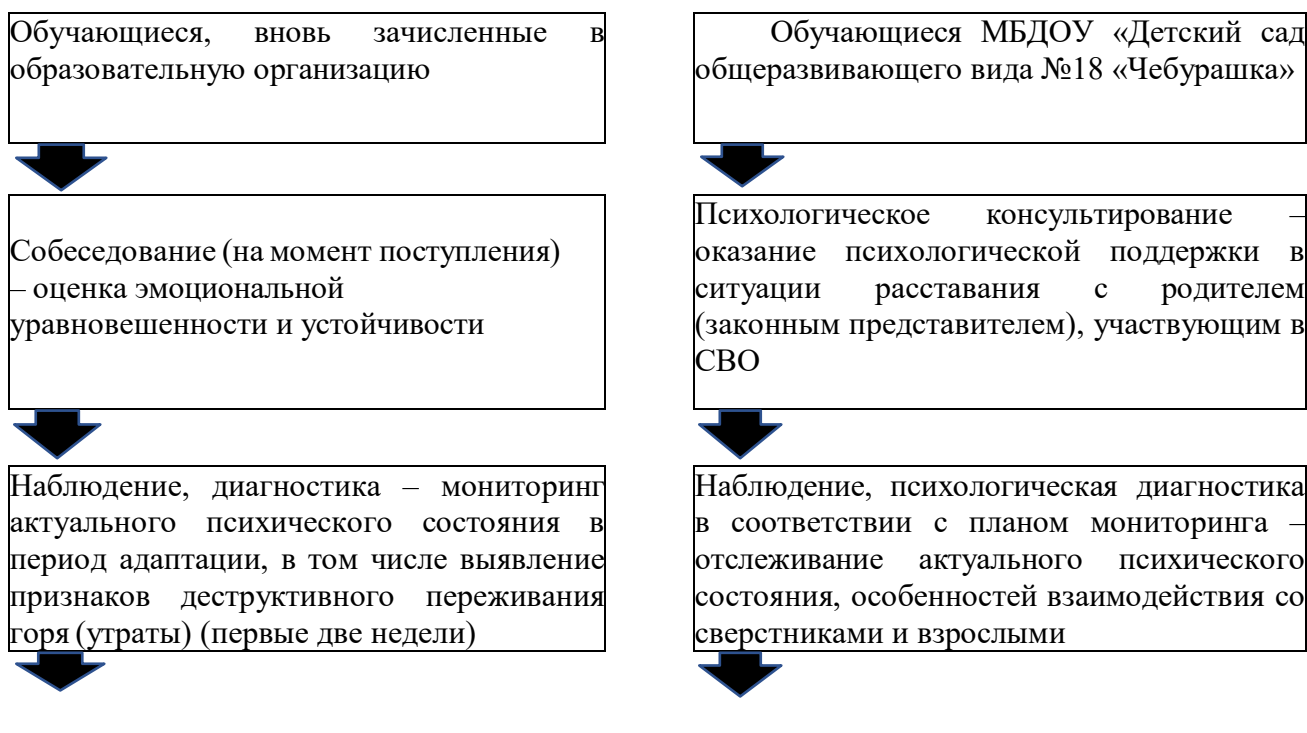 Обучающиеся, вновь зачисленные в
образовательную организацию
Обучающиеся МБДОУ «Детский сад
общеразвивающего вида №18 «Чебурашка»
Собеседование (на момент поступления)
– оценка эмоциональной
уравновешенности и устойчивости
Психологическое консультирование –
оказание психологической поддержки в
ситуации расставания с родителем
(законным представителем), участвующим в
СВО
Наблюдение, диагностика – мониторинг
актуального психического состояния в
период адаптации, в том числе выявление
признаков деструктивного переживания
горя (утраты) (первые две недели)
Наблюдение, психологическая диагностика
в соответствии с планом мониторинга –
отслеживание актуального психического
состояния, особенностей взаимодействия со
сверстниками и взрослыми